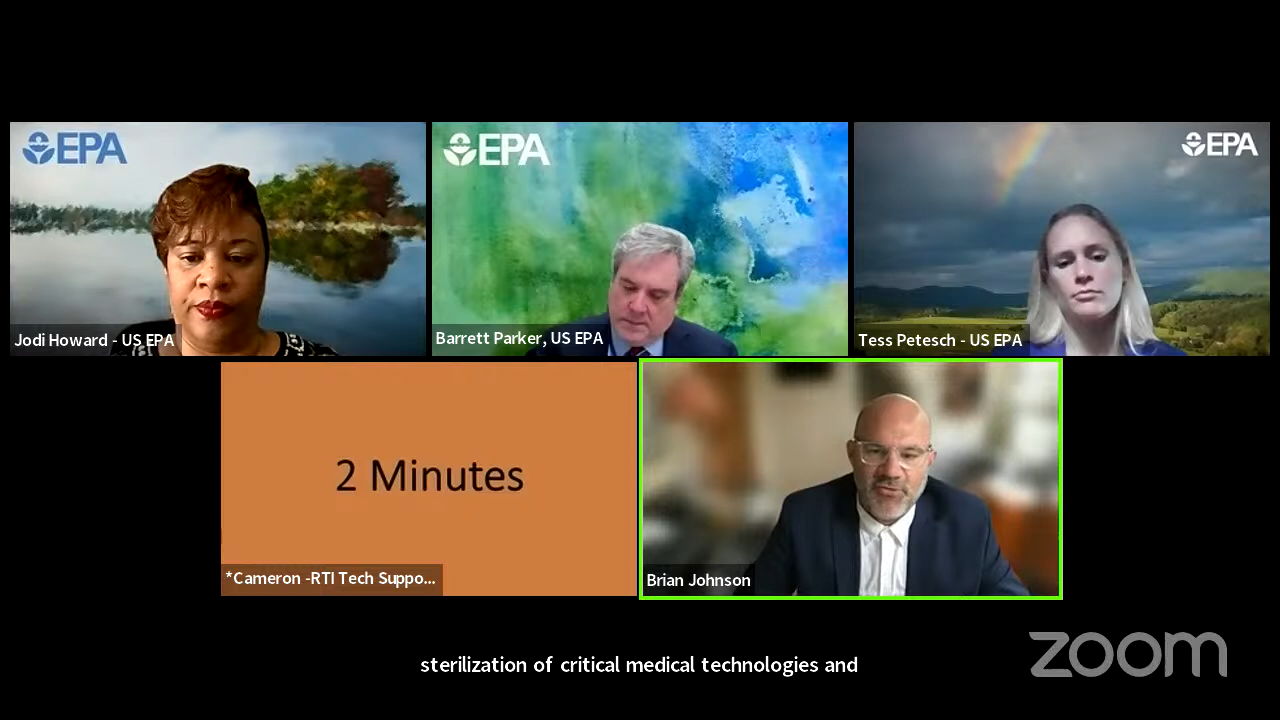 EPA
EPA
EPA
Jodi Howard - US EPA
Barrett Parker, US EPA
Tess Petesch - US EPA
2 Minutes
*Cameron -RTI Tech Suppo...
Brian Johnson
sterilization of critical medical technologies and
zoom